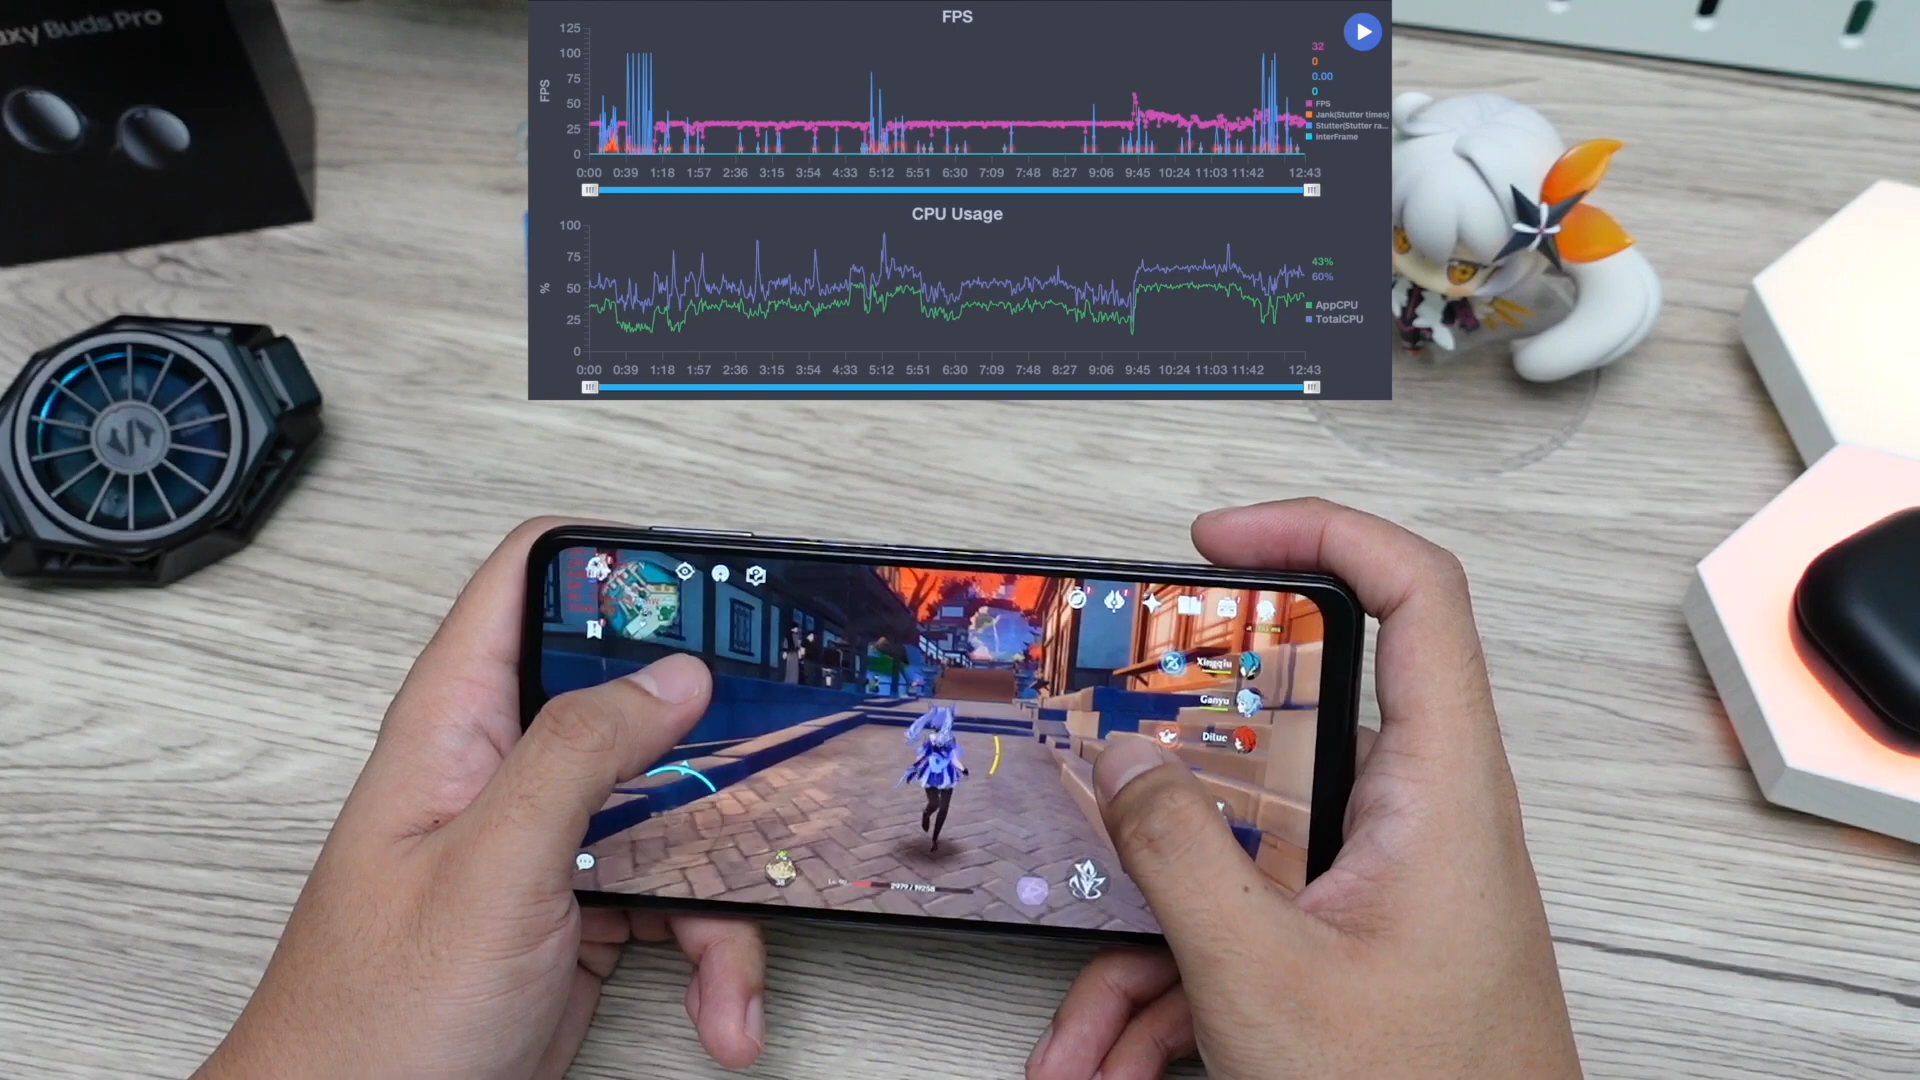 axy Buds Pro
FPS
125
100
75
50
25
0
FPS
32
0
0.00
0
FPS
Jank(Stutter times)
Stutter(Stutter ra...
InterFrame
0:00 0:39 1:18 1:57 2:36 3:15 3:54 4:33 5:12 5:51 6:30 7:09 7:48 8:27 9:06 9:45 10:24 11:03 11:42 12:43
CPU Usage
100
75
50
25
0
%
43%
60%
AppCPU
TotalCPU
0:00 0:39 1:18 1:57 2:36 3:15 3:54 4:33 5:12 5:51 6:30 7:09 7:48 8:27 9:06 9:45 10:24 11:03 11:42 12:43
Xingqiu
Ganyu
Diluc